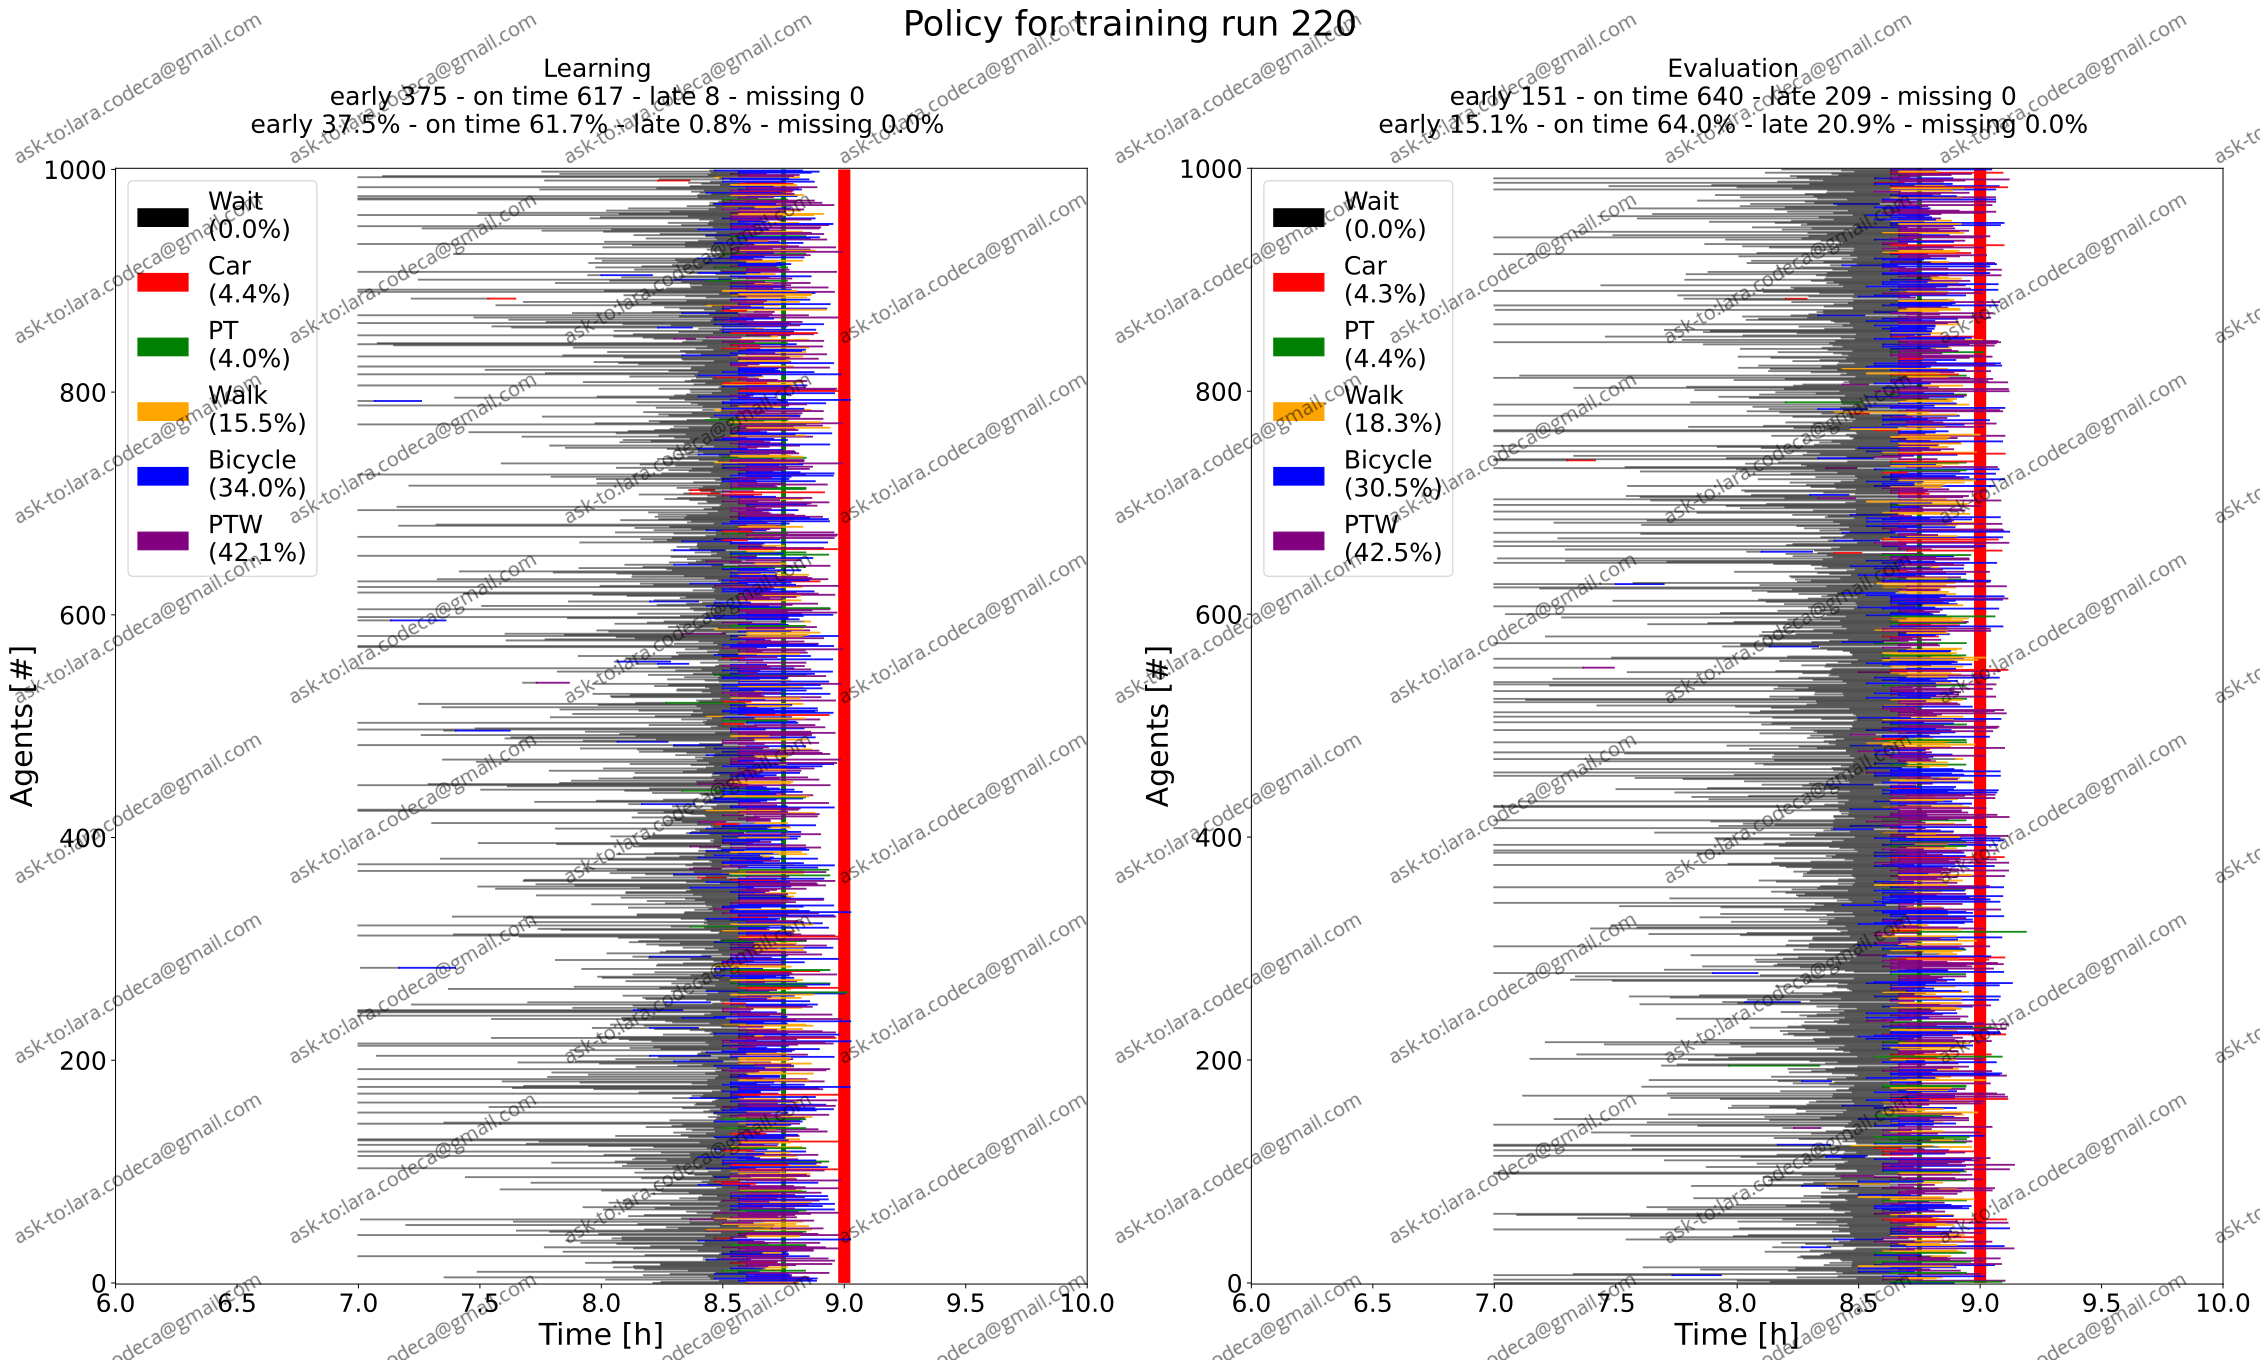 Policy for training run 220
Learning
early 375 - on time 617 - late 8 - missing 0
early 37.5% - on time 61.7% - late 0.8% - missing 0.0%
1000
800
600
400
200
0
Agents [#]
Wait
(0.0%)
Car
(4.4%)
PT
(4.0%)
Walk
(15.5%)
Bicycle
(34.0%)
PTW
(42.1%)
6.0 6.5 7.0 7.5 8.0 8.5 9.0 9.5 10.0
Time [h]
Evaluation
early 151 - on time 640 - late 209 - missing 0
early 15.1% - on time 64.0% - late 20.9% - missing 0.0%
1000
800
600
400
200
0
Agents [#]
Wait
(0.0%)
Car
(4.3%)
PT
(4.4%)
Walk
(18.3%)
Bicycle
(30.5%)
PTW
(42.5%)
6.0 6.5 7.0 7.5 8.0 8.5 9.0 9.5 10.0
Time [h]
ask-to:lara.codeca@gmail.com